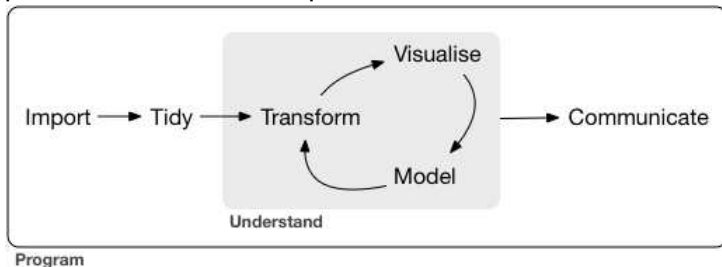 Visualise
Import
Tidy
Transform
Communicate
Model
Understand
Program